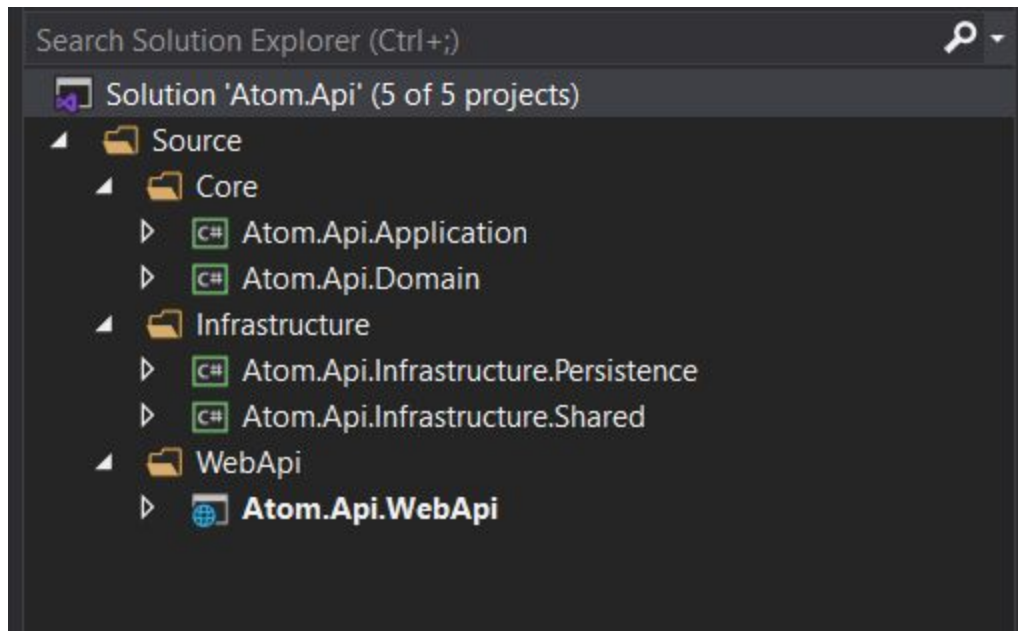 Search Solution Explorer (Ctrl+;)
Solution 'Atom.Api' (5 of 5 projects)
Source
Core
C# Atom.Api.Application
C# Atom.Api.Domain
Infrastructure
C# Atom.Api.Infrastructure.Persistence
C# Atom.Api.Infrastructure.Shared
WebApi
Atom.Api.WebApi